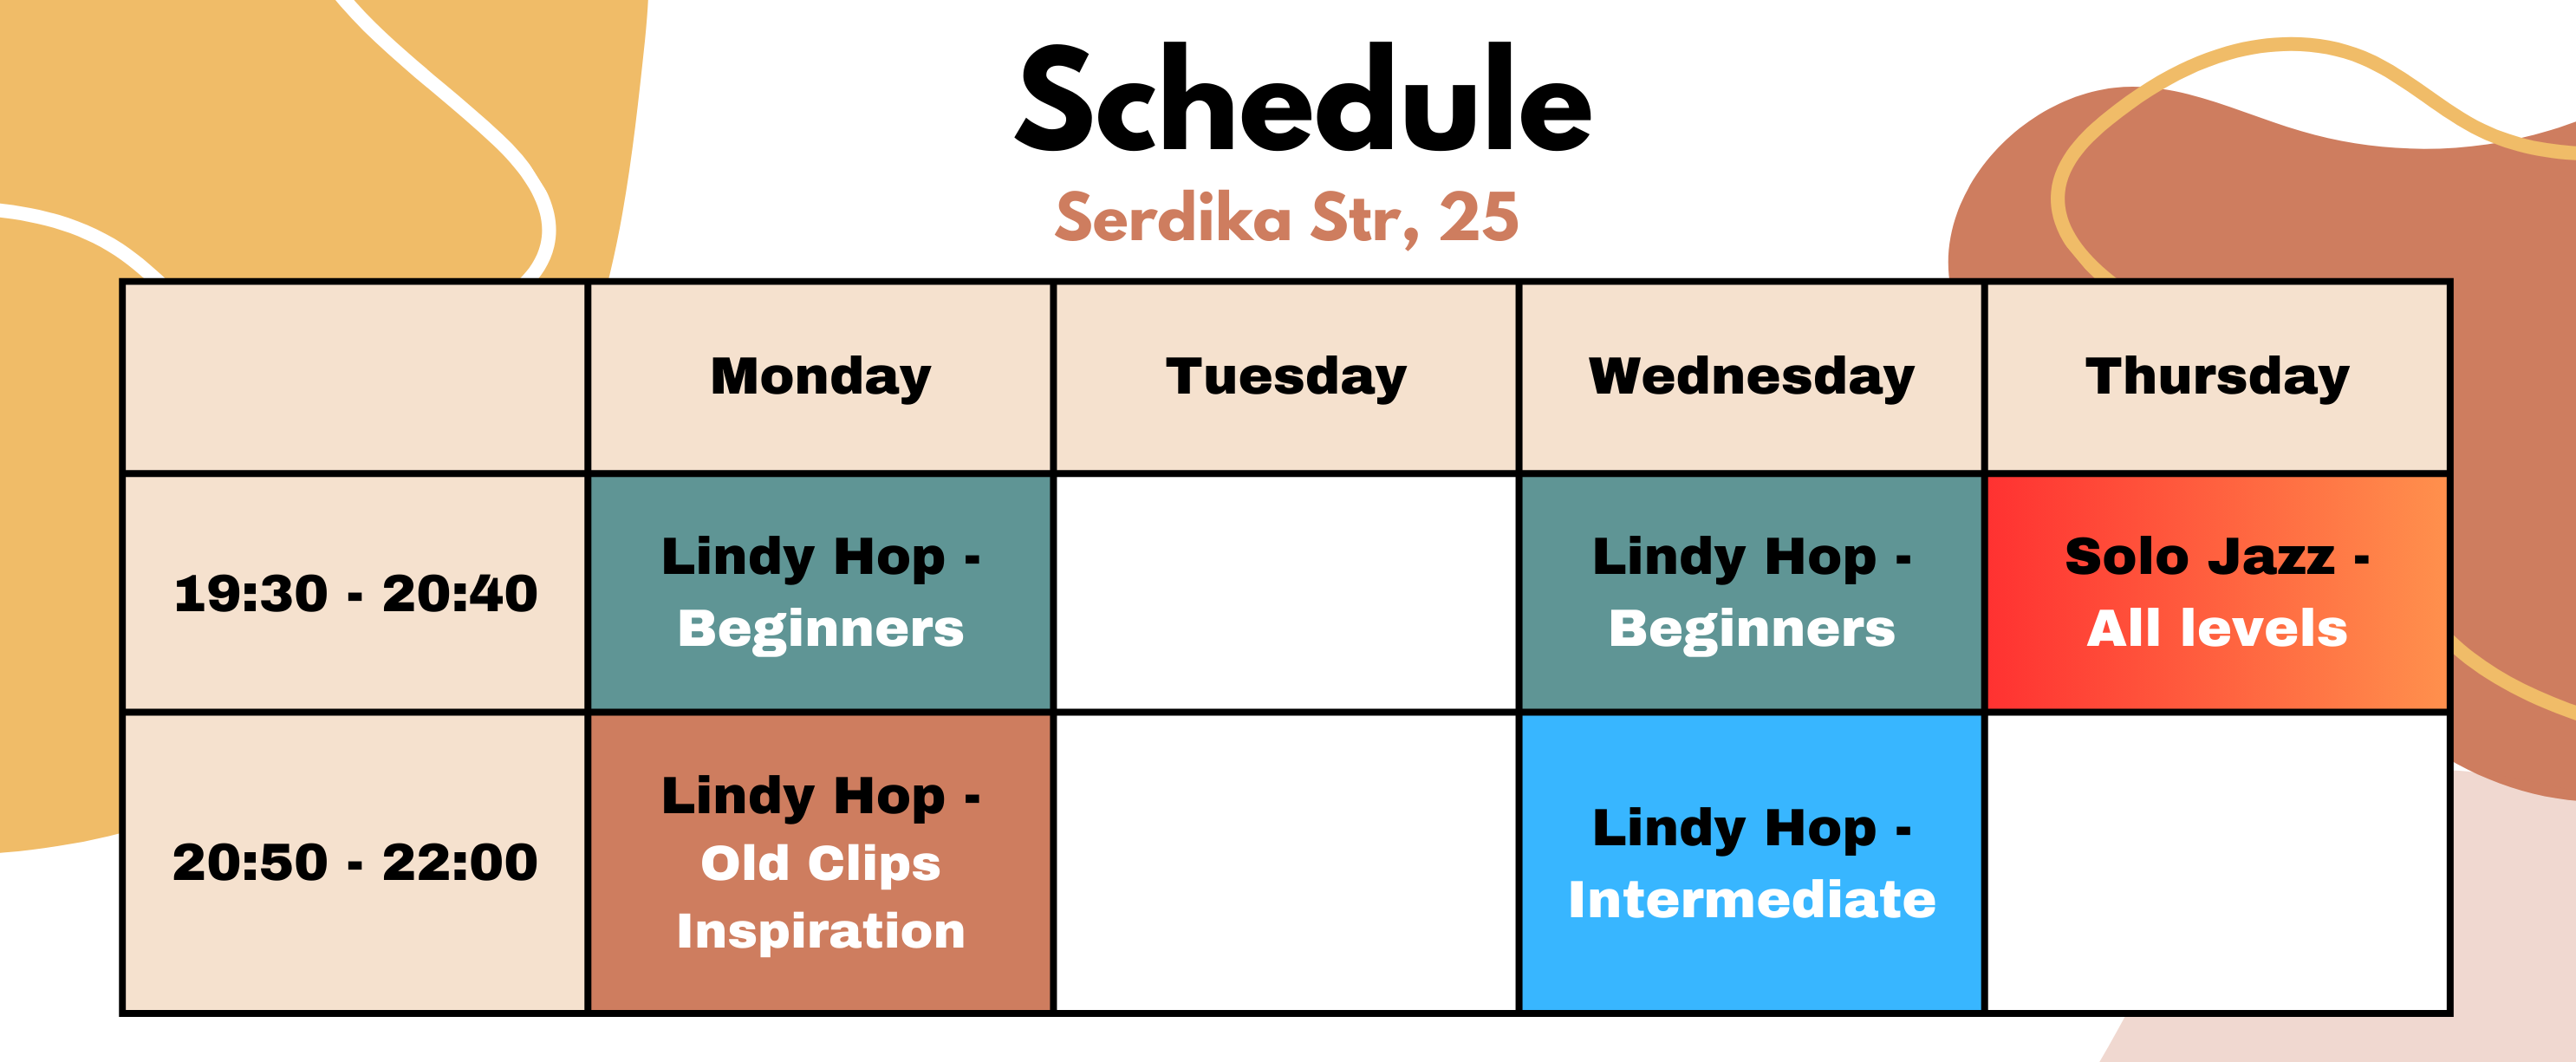 Schedule
Serdika Str, 25
Monday
Tuesday
Wednesday
Thursday
19:30 - 20:40
Lindy Hop -
Beginners
Lindy Hop -
Beginners
Solo Jazz -
All levels
20:50 - 22:00
Lindy Hop -
Old Clips
Inspiration
Lindy Hop -
Intermediate